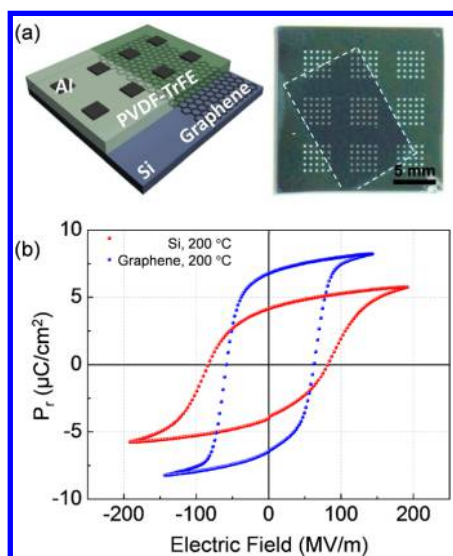 (a)
Al
PVDF-TrFE
Si
Graphene
5 mm
(b)
Si, 200 °C
Graphene, 200 °C
10
5
0
-5
-10
Pr (μC/cm²)
-200 -100 0 100 200
Electric Field (MV/m)